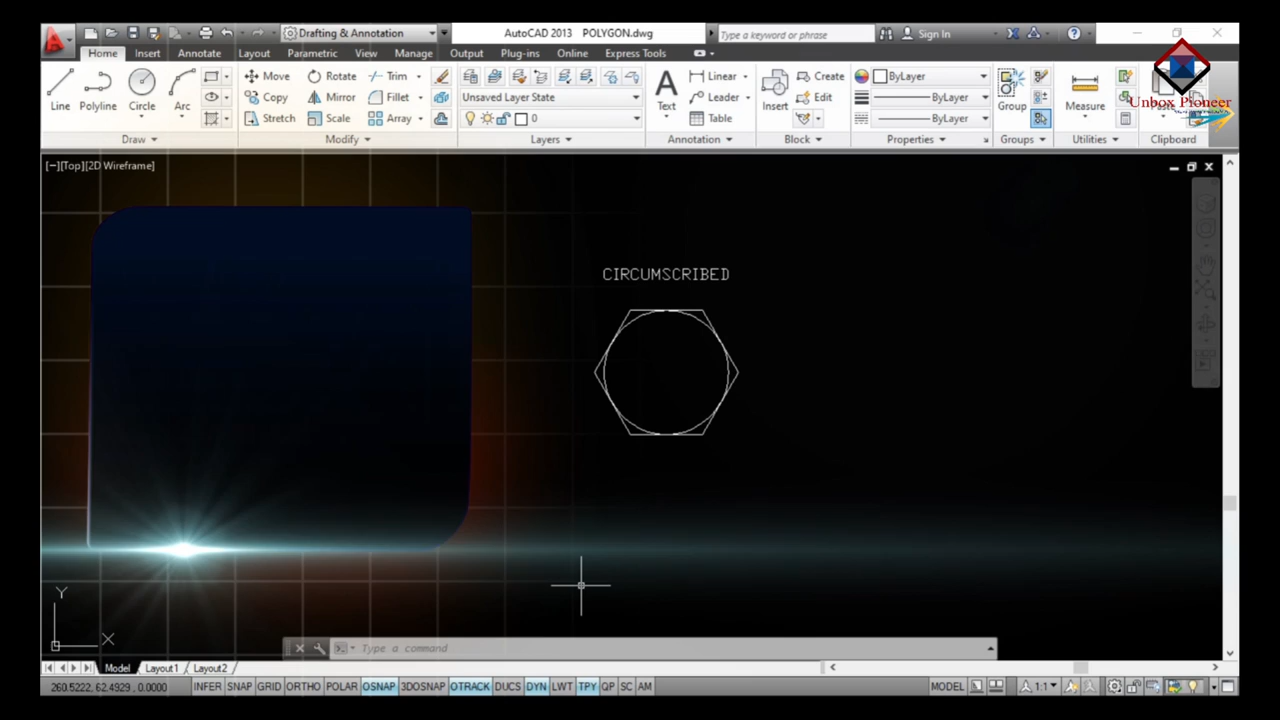 Drafting & Annotation
AutoCAD 2013 POLYGON.dwg
Type a keyword or phrase
Sign In
Home Insert Annotate Layout Parametric View Manage Output Plug-ins Online Express Tools
Line Polyline Circle Arc
Move Rotate Trim
Copy Mirror Fillet
Stretch Scale Array
Unsaved Layer State
0
Text
Linear
Leader
Table
Insert
Create
Edit
ByLayer
ByLayer
ByLayer
Group
Measure
Unbox Pioneer
Draw Modify Layers Annotation Block Properties Groups Utilities Clipboard
[−][Top][2D Wireframe]
CIRCUMSCRIBED
Y
X
Type a command
Model Layout1 Layout2
260.5222, 62.4929 , 0.0000 INFER SNAP GRID ORTHO POLAR OSNAP 3DOSNAP OTRACK DUCS DYN LWT TPY QP SC AM MODEL 1:1